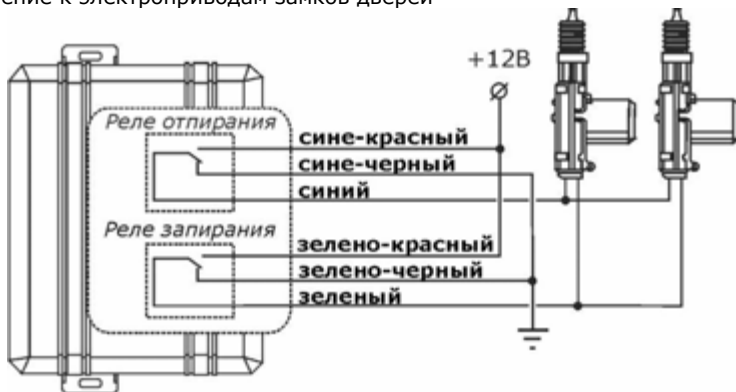 ение к электроприводам замков дверей
+12В
Реле отпирания
сине-красный
сине-черный
синий
Реле запирания
зелено-красный
зелено-черный
зеленый